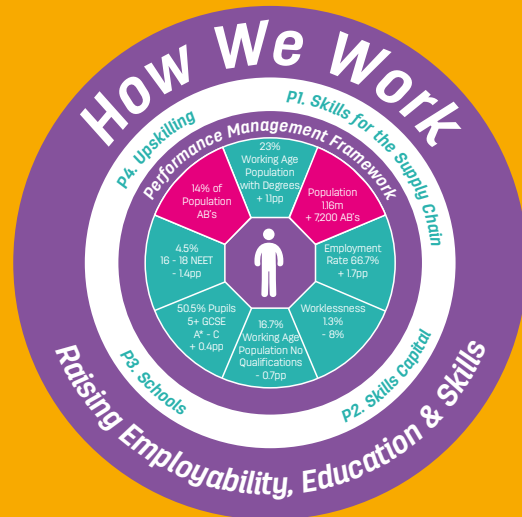 How We Work
P4. Upskilling
P1. Skills for the Supply Chain
Performance Management Framework
23%
Working Age
Population
with Degrees
+ 11pp
14% of
Population
AB's
Population
1.16m
+ 7,200 AB's
4.5%
16 - 18 NEET
- 1.4pp
Employment
Rate 66.7%
+ 1.7pp
50.5% Pupils
5+ GCSE
A* - C
+ 0.4pp
16.7%
Working Age
Population No
Qualifications
- 0.7pp
Worklessness
1.3%
- 8%
P3. Schools
P2. Skills Capital
Raising Employability, Education & Skills